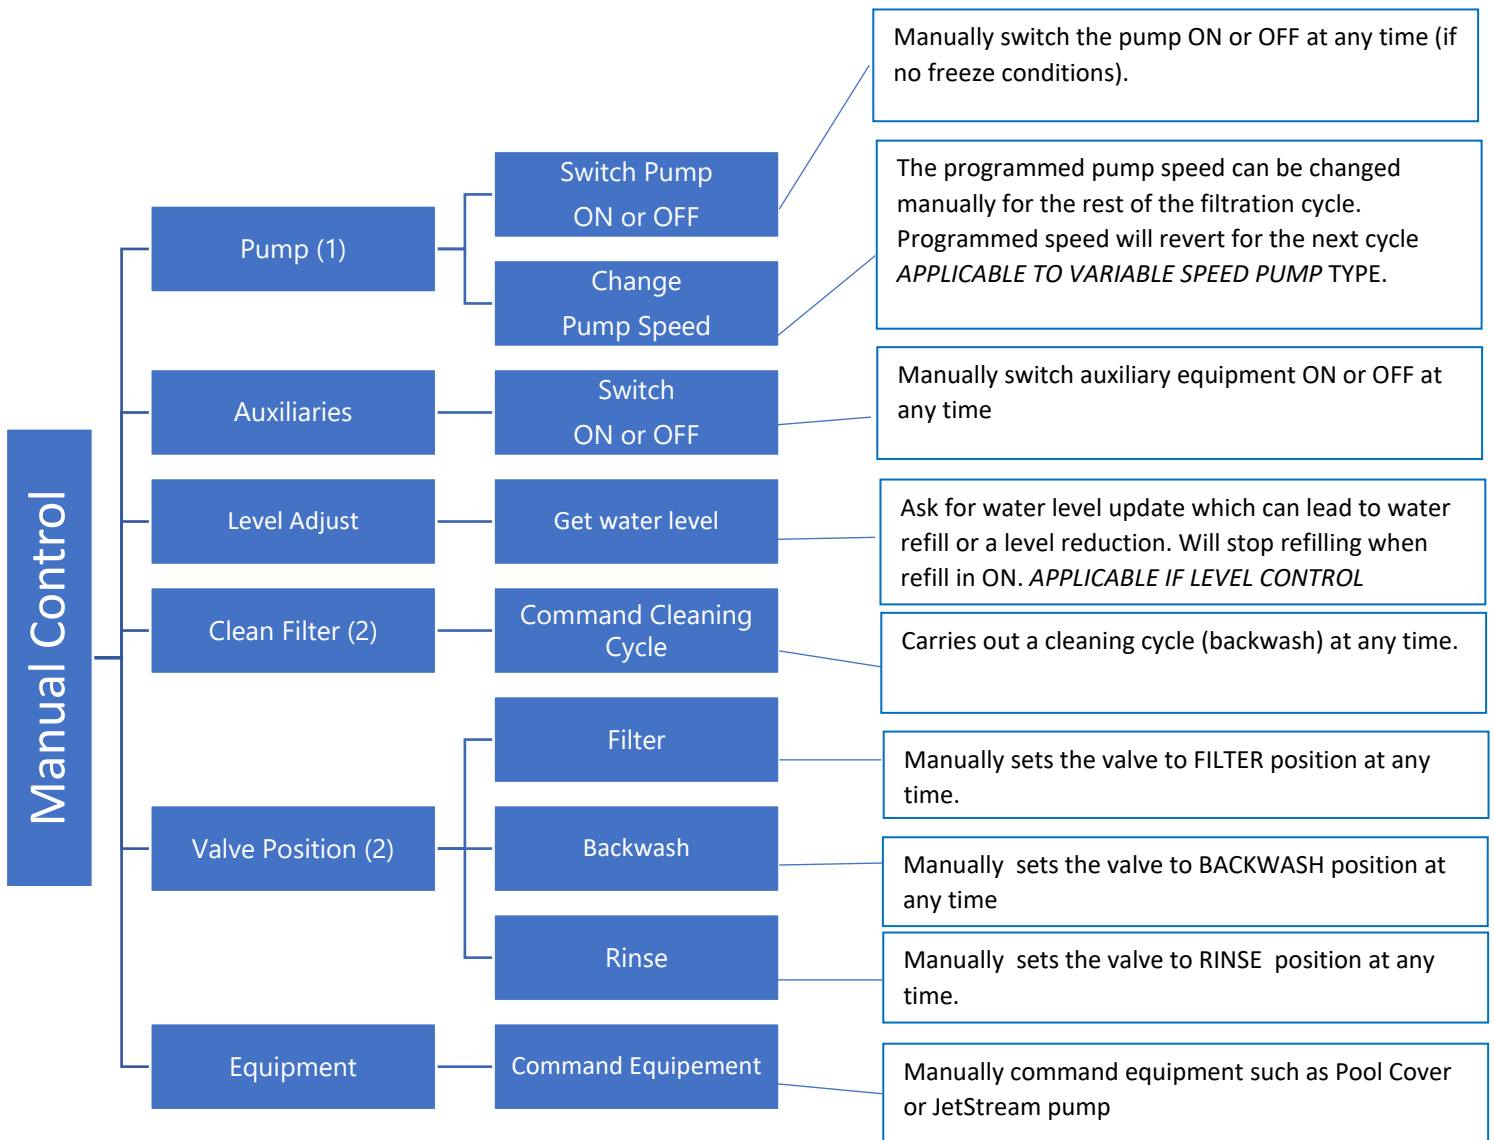 Manual Control
Pump (1)
Switch Pump
ON or OFF
Manually switch the pump ON or OFF at any time (if
no freeze conditions).
Change
Pump Speed
The programmed pump speed can be changed
manually for the rest of the filtration cycle.
Programmed speed will revert for the next cycle
APPLICABLE TO VARIABLE SPEED PUMP TYPE.
Auxiliaries
Switch
ON or OFF
Manually switch auxiliary equipment ON or OFF at
any time
Level Adjust
Get water level
Ask for water level update which can lead to water
refill or a level reduction. Will stop refilling when
refill in ON. APPLICABLE IF LEVEL CONTROL
Clean Filter (2)
Command Cleaning
Cycle
Carries out a cleaning cycle (backwash) at any time.
Valve Position (2)
Filter
Manually sets the valve to FILTER position at any
time.
Backwash
Manually  sets the valve to BACKWASH position at
any time
Rinse
Manually  sets the valve to RINSE  position at any
time.
Equipment
Command Equipement
Manually command equipment such as Pool Cover
or JetStream pump